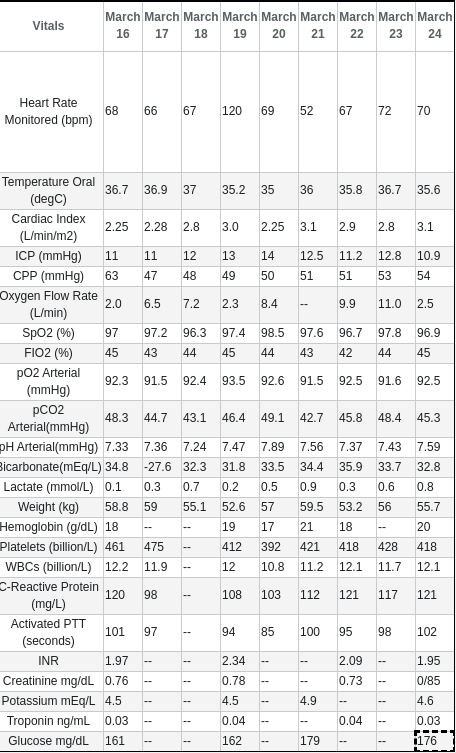 Vitals March 16 March 17 March 18 March 19 March 20 March 21 March 22 March 23 March 24
Heart Rate Monitored (bpm) 68 66 67 120 69 52 67 72 70
Temperature Oral (degC) 36.7 36.9 37 35.2 35 36 35.8 36.7 35.6
Cardiac Index (L/min/m2) 2.25 2.28 2.8 3.0 2.25 3.1 2.9 2.8 3.1
ICP (mmHg) 11 11 12 13 14 12.5 11.2 12.8 10.9
CPP (mmHg) 63 47 48 49 50 51 51 53 54
Oxygen Flow Rate (L/min) 2.0 6.5 7.2 2.3 8.4 -- 9.9 11.0 2.5
SpO2 (%) 97 97.2 96.3 97.4 98.5 97.6 96.7 97.8 96.9
FIO2 (%) 45 43 44 45 44 43 42 44 45
pO2 Arterial (mmHg) 92.3 91.5 92.4 93.5 92.6 91.5 92.5 91.6 92.5
pCO2 Arterial(mmHg) 48.3 44.7 43.1 46.4 49.1 42.7 45.8 48.4 45.3
pH Arterial(mmHg) 7.33 7.36 7.24 7.47 7.89 7.56 7.37 7.43 7.59
Bicarbonate(mEq/L) 34.8 -27.6 32.3 31.8 33.5 34.4 35.9 33.7 32.8
Lactate (mmol/L) 0.1 0.3 0.7 0.2 0.5 0.9 0.3 0.6 0.8
Weight (kg) 58.8 59 55.1 52.6 57 59.5 53.2 56 55.7
Hemoglobin (g/dL) 18 -- -- 19 17 21 18 -- 20
Platelets (billion/L) 461 475 -- 412 392 421 418 428 418
WBCs (billion/L) 12.2 11.9 -- 12 10.8 11.2 12.1 11.7 12.1
C-Reactive Protein (mg/L) 120 98 -- 108 103 112 121 117 121
Activated PTT (seconds) 101 97 -- 94 85 100 95 98 102
INR 1.97 -- -- 2.34 -- -- 2.09 -- 1.95
Creatinine mg/dL 0.76 -- -- 0.78 -- -- 0.73 -- 0/85
Potassium mEq/L 4.5 -- -- 4.5 -- 4.9 -- -- 4.6
Troponin ng/mL 0.03 -- -- 0.04 -- -- 0.04 -- 0.03
Glucose mg/dL 161 -- -- 162 -- 179 -- -- 176